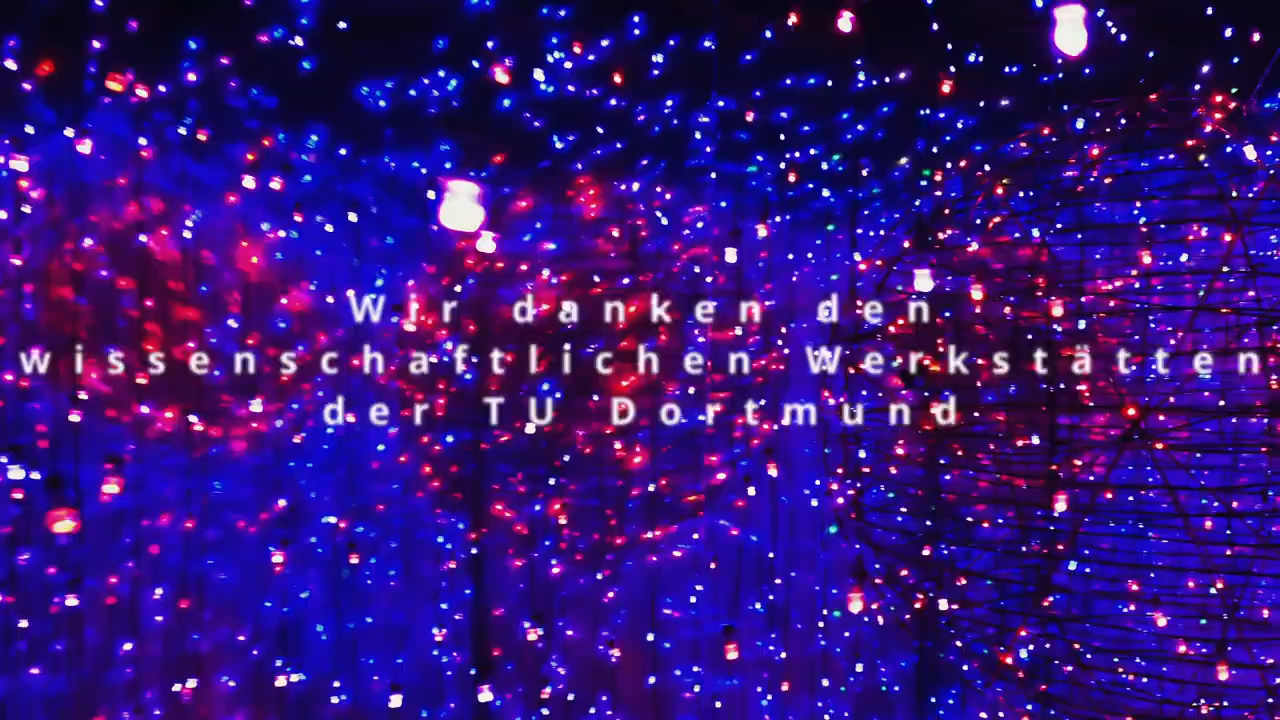 Wir danken den
wissenschaftlichen Werkstätten
der TU Dortmund